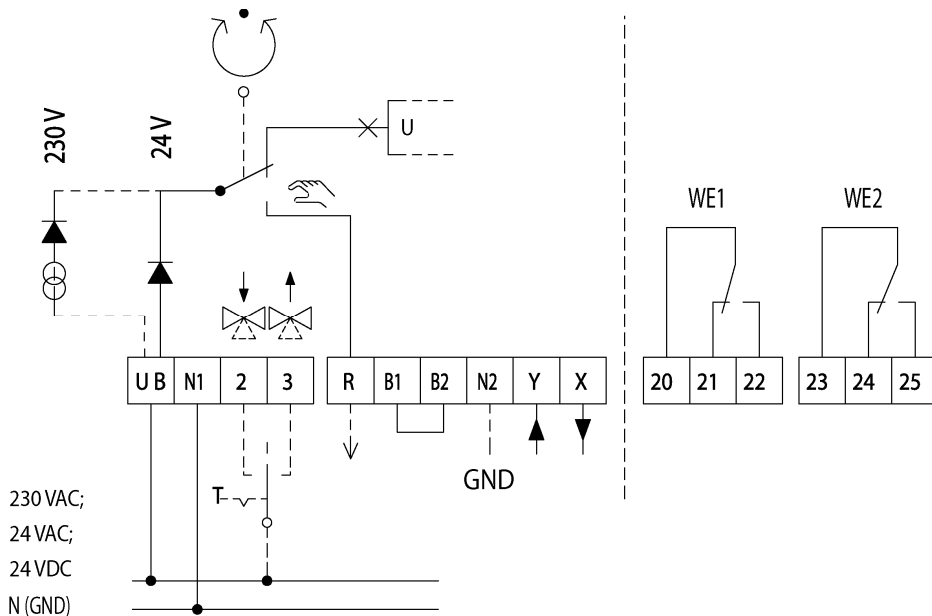 230 V
24 V
U
WE1
WE2
U B
N1
2
3
R
B1
B2
N2
Y
X
20
21
22
23
24
25
GND
T
230 VAC;
24 VAC;
24 VDC
N (GND)